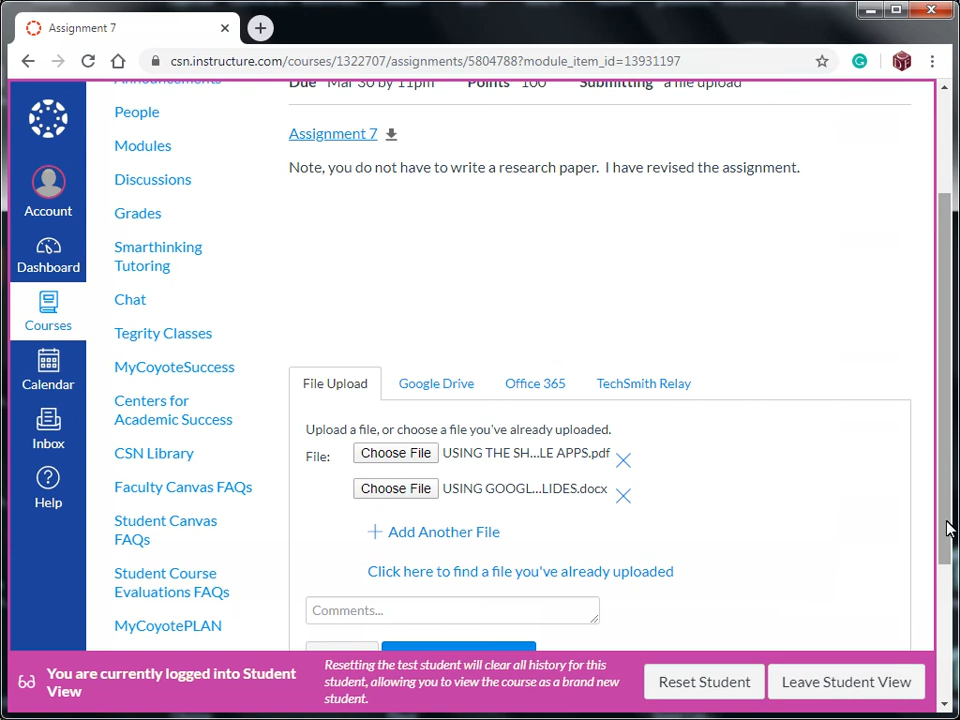 Assignment 7
csn.instructure.com/courses/1322707/assignments/5804788?module_item_id=13931197
Account
Dashboard
Courses
Calendar
Inbox
Help
Announcements
People
Modules
Discussions
Grades
Smarthinking
Tutoring
Chat
Tegrity Classes
MyCoyoteSuccess
Centers for
Academic Success
CSN Library
Faculty Canvas FAQs
Student Canvas
FAQs
Student Course
Evaluations FAQs
MyCoyotePLAN
Due Mar 30 by 11pm Points 100 Submitting a file upload
Assignment 7
Note, you do not have to write a research paper. I have revised the assignment.
File Upload Google Drive Office 365 TechSmith Relay
Upload a file, or choose a file you've already uploaded.
File: Choose File USING THE SH...LE APPS.pdf
Choose File USING GOOGL...LIDES.docx
Add Another File
Click here to find a file you've already uploaded
Comments...
You are currently logged into Student
View
Resetting the test student will clear all history for this
student, allowing you to view the course as a brand new
student.
Reset Student
Leave Student View